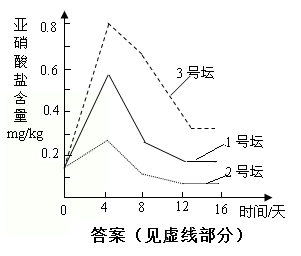 亚硝酸盐含量
mg/kg
0.8
0.6
0.4
0.2
3号坛
1号坛
2号坛
0 4 8 12 16 时间/天
答案（见虚线部分）